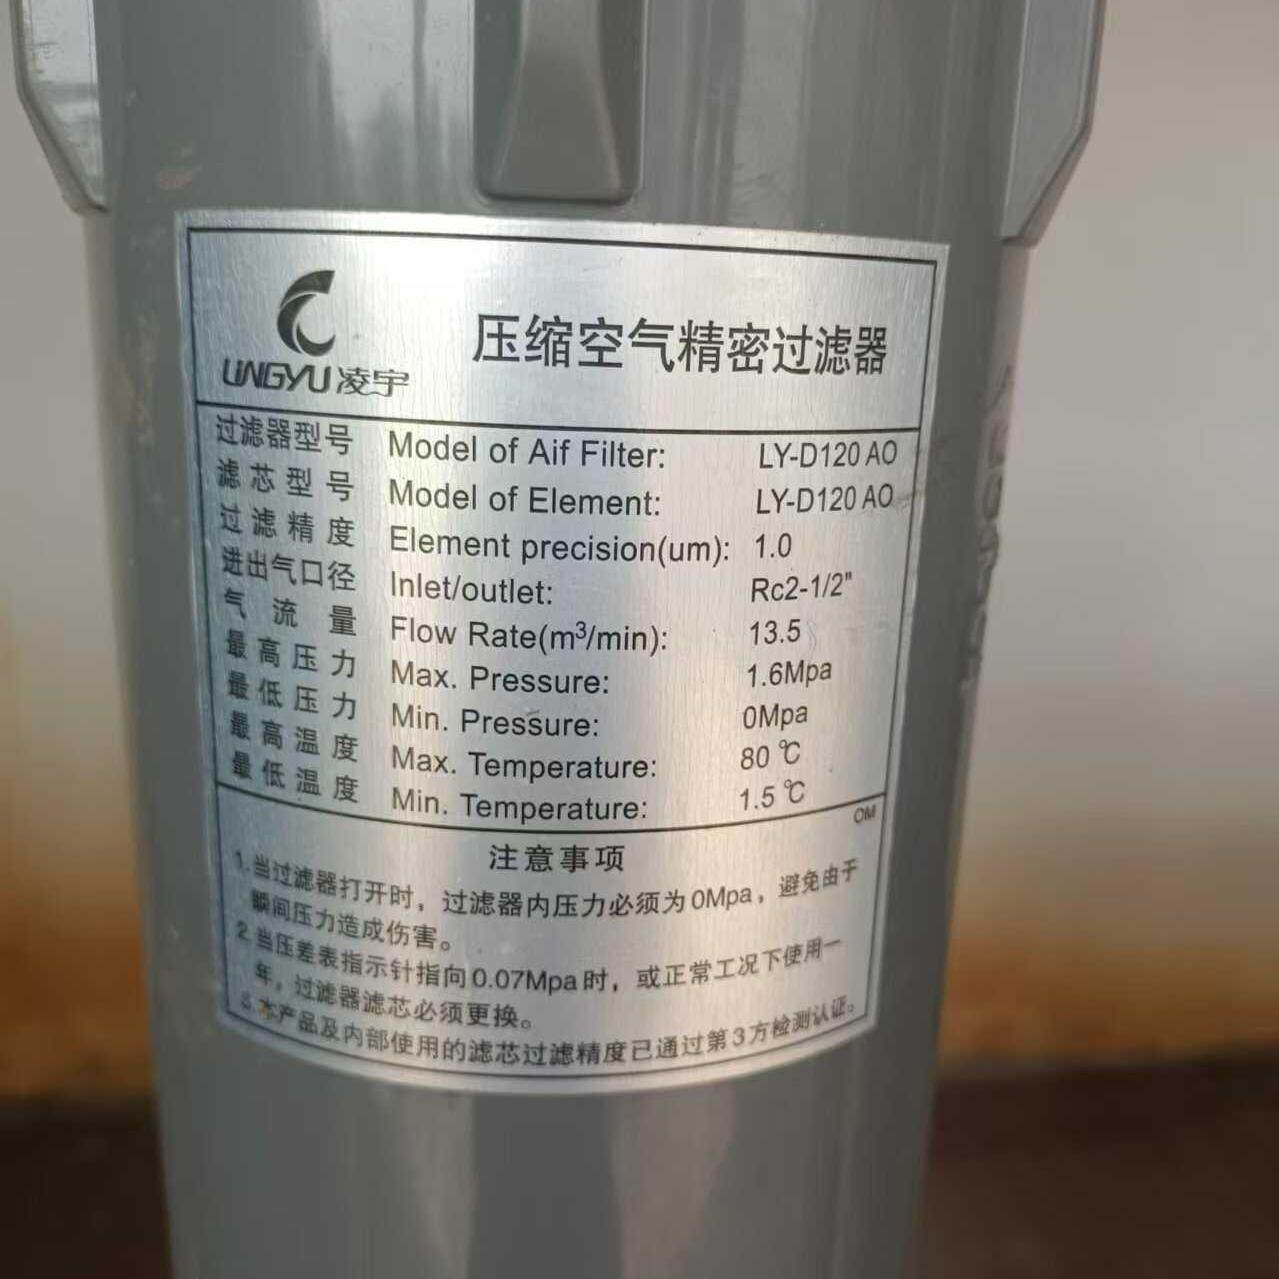 LINGYU凌宇
压缩空气精密过滤器
过滤器型号 Model of Aif Filter: LY-D120 AO
滤芯型号 Model of Element: LY-D120 AO
过滤精度 Element precision(um): 1.0
进出气口径 Inlet/outlet: Rc2-1/2"
气流量 Flow Rate(m³/min): 13.5
最高压力 Max. Pressure: 1.6Mpa
最低压力 Min. Pressure: 0Mpa
最高温度 Max. Temperature: 80 ℃
最低温度 Min. Temperature: 1.5 ℃
OM
注意事项
1.当过滤器打开时，过滤器内压力必须为0Mpa，避免由于
瞬间压力造成伤害。
2.当压差表指示针指向0.07Mpa时，或正常工况下使用一
年，过滤器滤芯必须更换。
3.本产品及内部使用的滤芯过滤精度已通过第3方检测认证。